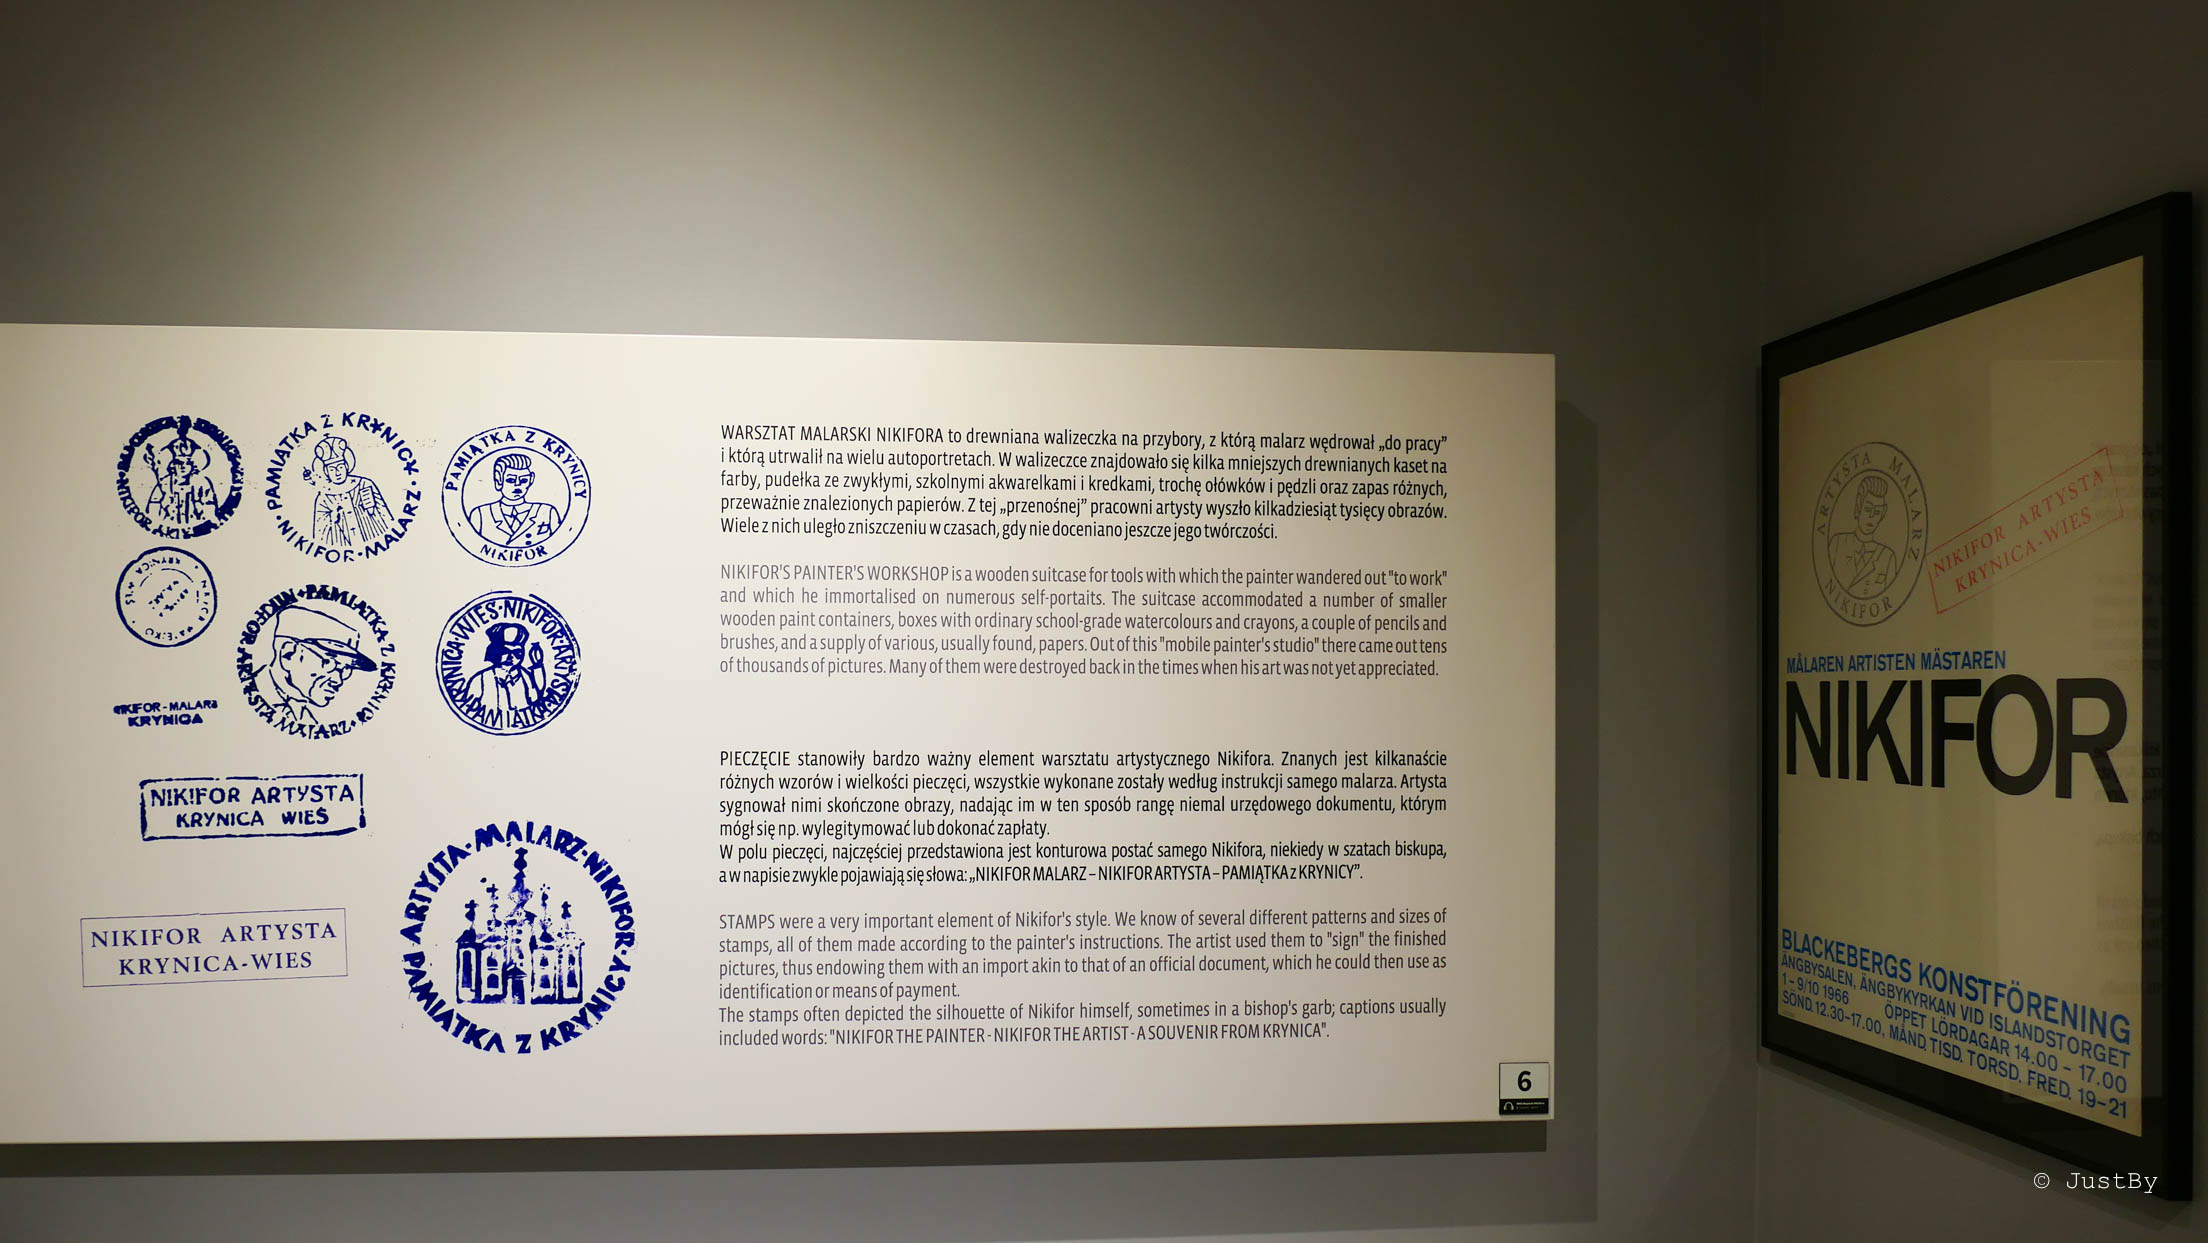 PAMIĄTKA Z KRYNICY
NIKIFOR-MALARZ
PAMIĄTKA Z KRYNICY
NIKIFOR
PAMIATKA Z KRYNICY
MATARZ
KRYNICA-WIES-NIKIFOR-ARTYSTA
PAMIATKA
KRYNICA
NIKIFOR ARTYSTA
KRYNICA WIEŚ
NIKIFOR ARTYSTA
KRYNICA-WIES
ARTYSTA-MALARZ-NIKIFOR-
PAMIATKA Z KRYNICY-
WARSZTAT MALARSKI NIKIFORA to drewniana walizeczka na przybory, z którą malarz wędrował „do pracy”
i którą utrwalił na wielu autoportretach. W walizeczce znajdowało się kilka mniejszych drewnianych kaset na
farby, pudełka ze zwykłymi, szkolnymi akwarelkami i kredkami, trochę ołówków i pędzli oraz zapas różnych,
przeważnie znalezionych papierów. Z tej „przenośnej” pracowni artysty wyszło kilkadziesiąt tysięcy obrazów.
Wiele z nich uległo zniszczeniu w czasach, gdy nie doceniano jeszcze jego twórczości.
NIKIFOR'S PAINTER'S WORKSHOP is a wooden suitcase for tools with which the painter wandered out "to work"
and which he immortalised on numerous self-portaits. The suitcase accommodated a number of smaller
wooden paint containers, boxes with ordinary school-grade watercolours and crayons, a couple of pencils and
brushes, and a supply of various, usually found, papers. Out of this "mobile painter's studio" there came out tens
of thousands of pictures. Many of them were destroyed back in the times when his art was not yet appreciated.
PIECZĘCIE stanowiły bardzo ważny element warsztatu artystycznego Nikifora. Znanych jest kilkanaście
różnych wzorów i wielkości pieczęci, wszystkie wykonane zostały według instrukcji samego malarza. Artysta
sygnował nimi skończone obrazy, nadając im w ten sposób rangę niemal urzędowego dokumentu, którym
mógł się np. wylegitymować lub dokonać zapłaty.
W polu pieczęci, najczęściej przedstawiona jest konturowa postać samego Nikifora, niekiedy w szatach biskupa,
a w napisie zwykle pojawiają się słowa: „NIKIFOR MALARZ – NIKIFOR ARTYSTA – PAMIĄTKA z KRYNICY”.
STAMPS were a very important element of Nikifor's style. We know of several different patterns and sizes of
stamps, all of them made according to the painter's instructions. The artist used them to "sign" the finished
pictures, thus endowing them with an import akin to that of an official document, which he could then use as
identification or means of payment.
The stamps often depicted the silhouette of Nikifor himself, sometimes in a bishop's garb; captions usually
included words: "NIKIFOR THE PAINTER - NIKIFOR THE ARTIST - A SOUVENIR FROM KRYNICA".
6
ARTYSTA MALARZ
NIKIFOR
NIKIFOR ARTYSTA
KRYNICA-WIES
MÅLAREN ARTISTEN MÄSTAREN
NIKIFOR
BLACKEBERGS KONSTFÖRENING
ÄNGBYSALEN, ÄNGBYKYRKAN VID ISLANDSTORGET
1-9/10 1966 ÖPPET LÖRDAGAR 14.00 - 17.00
SÖND. 12.30-17.00, MÅND. TISD. TORSD. FRED. 19-21
© JustBy